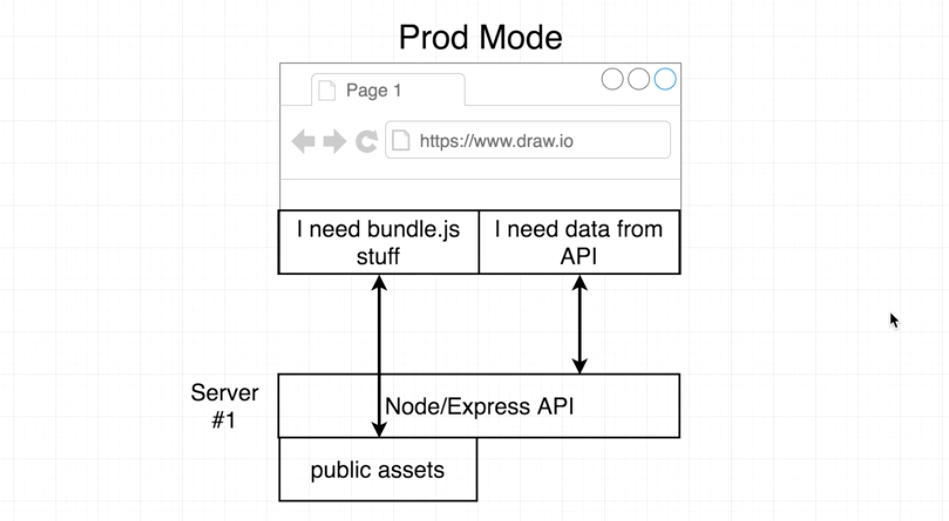 Prod Mode
Page 1
https://www.draw.io
I need bundle.js
stuff
I need data from
API
Server
#1
Node/Express API
public assets